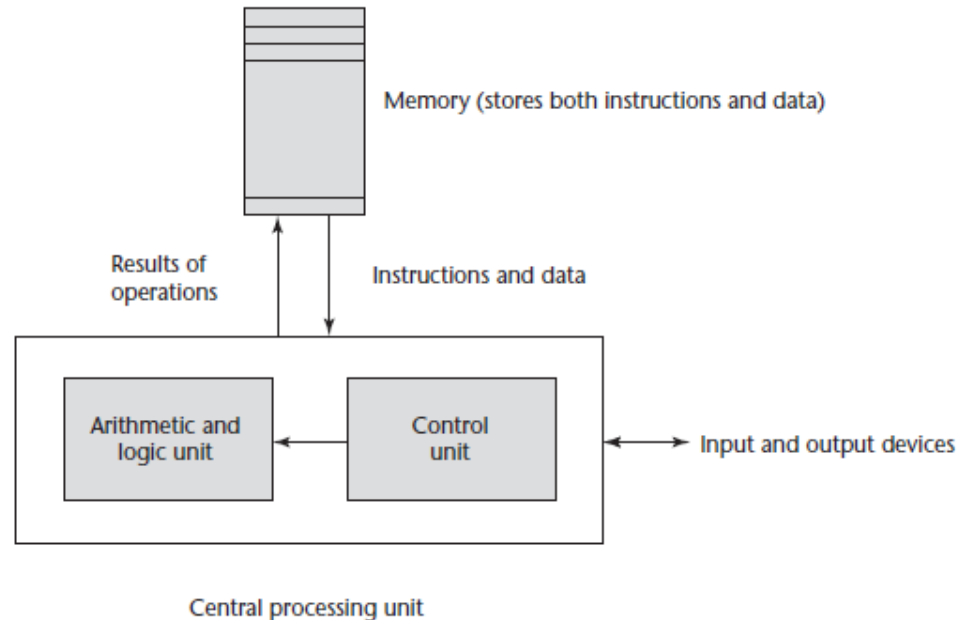 Memory (stores both instructions and data)
Results of
operations
Instructions and data
Arithmetic and
logic unit
Control
unit
Input and output devices
Central processing unit